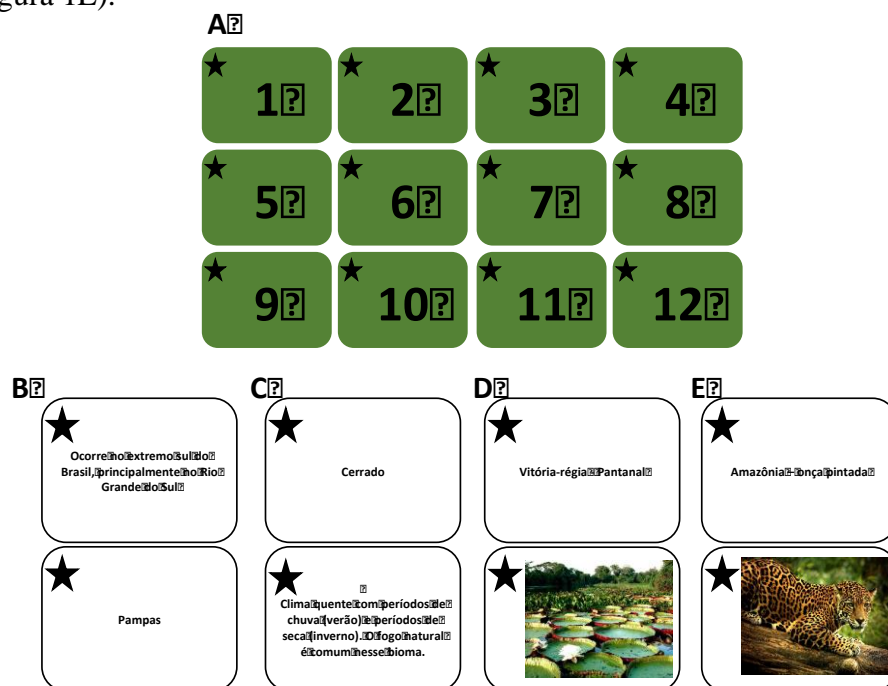 gura 1E).
A
1 2 3 4
5 6 7 8
9 10 11 12
B C D E
Ocorre no extremo sul do
Brasil, principalmente no Rio
Grande do Sul
Cerrado
Vitória-régia Pantanal
Amazônia – onça pintada
Pampas
Clima quente com períodos de
chuva (verão) e períodos de
seca (inverno). O fogo natural
é comum nesse bioma.